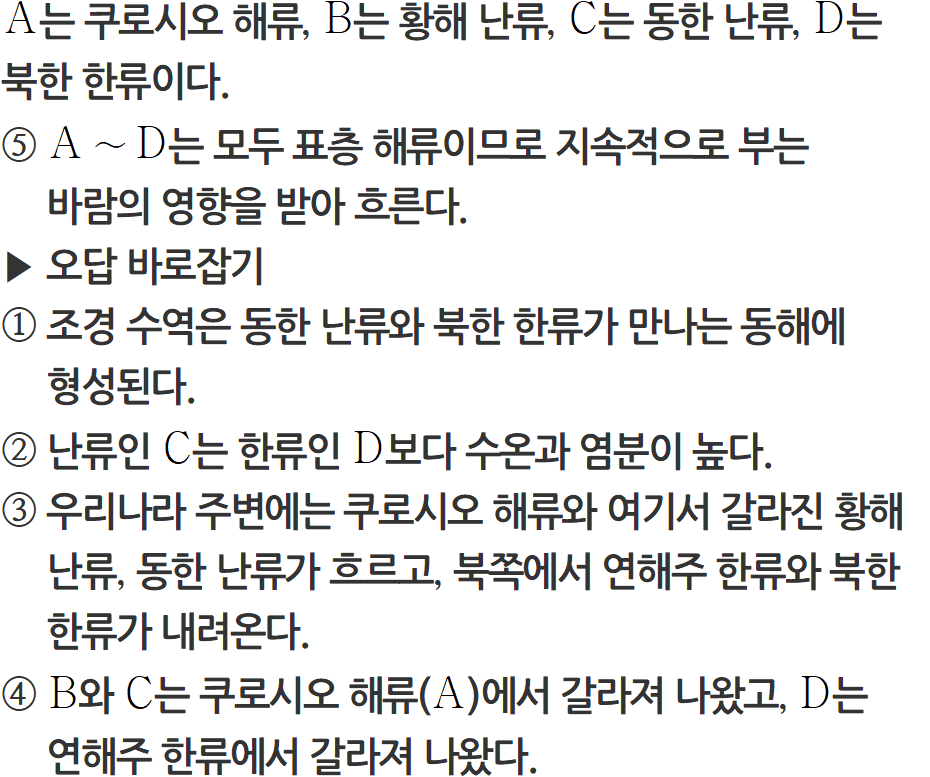 A는 쿠로시오 해류, B는 황해 난류, C는 동한 난류, D는
북한 한류이다.
⑤ A ~ D는 모두 표층 해류이므로 지속적으로 부는
바람의 영향을 받아 흐른다.
▶ 오답 바로잡기
① 조경 수역은 동한 난류와 북한 한류가 만나는 동해에
형성된다.
② 난류인 C는 한류인 D보다 수온과 염분이 높다.
③ 우리나라 주변에는 쿠로시오 해류와 여기서 갈라진 황해
난류, 동한 난류가 흐르고, 북쪽에서 연해주 한류와 북한
한류가 내려온다.
④ B와 C는 쿠로시오 해류(A)에서 갈라져 나왔고, D는
연해주 한류에서 갈라져 나왔다.